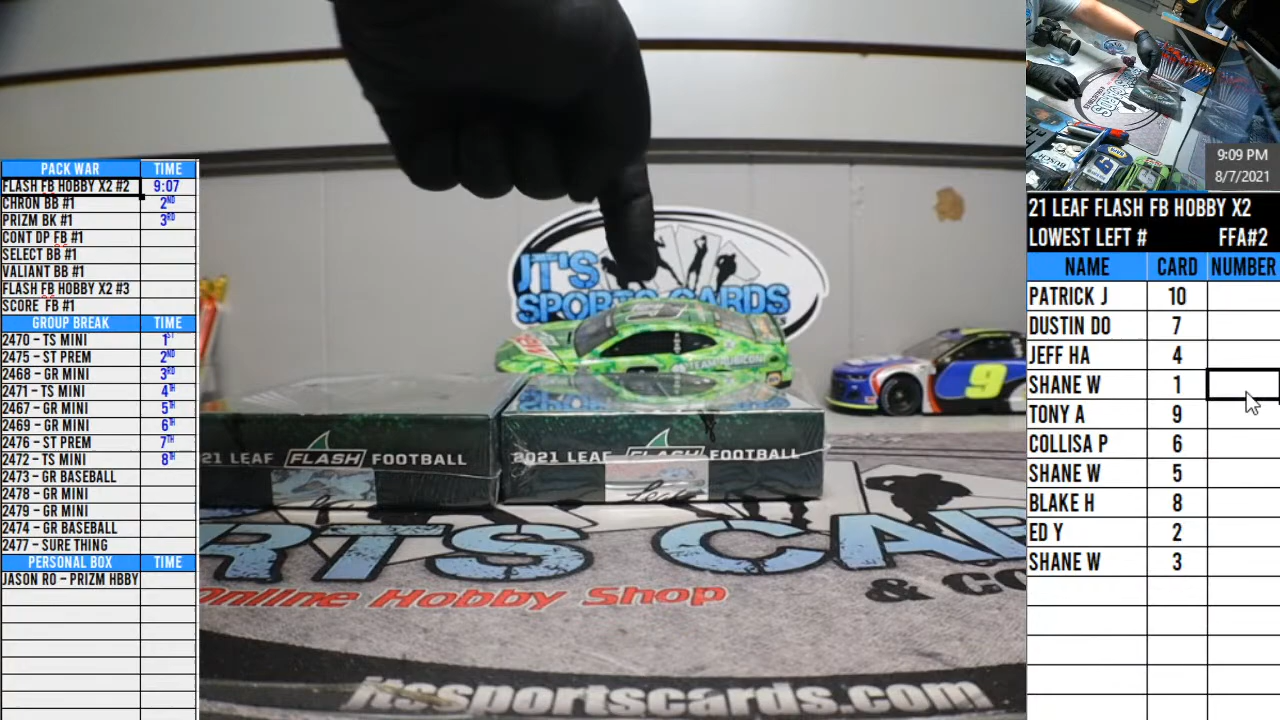 PACK WAR TIME
FLASH FB HOBBY X2 #2 9:07
CHRON BB #1 2ND
PRIZM BK #1 3RD
CONT DP FB #1
SELECT BB #1
VALIANT BB #1
FLASH FB HOBBY X2 #3
SCORE FB #1
GROUP BREAK TIME
2470 – TS MINI 1ST
2475 – ST PREM 2ND
2468 – GR MINI 3RD
2471 – TS MINI 4TH
2467 – GR MINI 5TH
2469 – GR MINI 6TH
2476 – ST PREM 7TH
2472 – TS MINI 8TH
2473 – GR BASEBALL
2478 – GR MINI
2479 – GR MINI
2474 – GR BASEBALL
2477 – SURE THING
PERSONAL BOX TIME
JASON RO – PRIZM HBBY
JT'S
SPORTS CARDS
9
21 LEAF FLASH FOOTBALL
2021 LEAF FLASH FOOTBALL
Leaf
RTS CAR
& CO
Online Hobby Shop
jtssportscards.com
9:09 PM
8/7/2021
21 LEAF FLASH FB HOBBY X2
LOWEST LEFT # FFA#2
NAME CARD NUMBER
PATRICK J 10
DUSTIN DO 7
JEFF HA 4
SHANE W 1
TONY A 9
COLLISA P 6
SHANE W 5
BLAKE H 8
ED Y 2
SHANE W 3